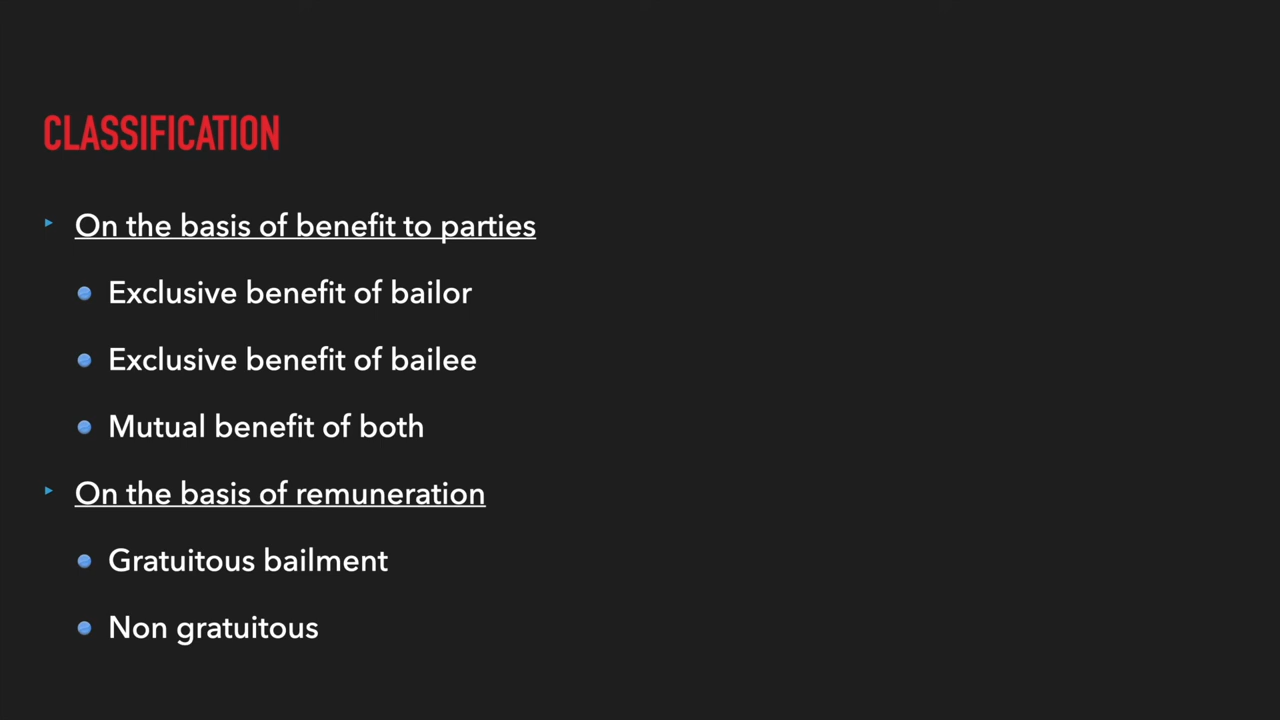 CLASSIFICATION
On the basis of benefit to parties
Exclusive benefit of bailor
Exclusive benefit of bailee
Mutual benefit of both
On the basis of remuneration
Gratuitous bailment
Non gratuitous